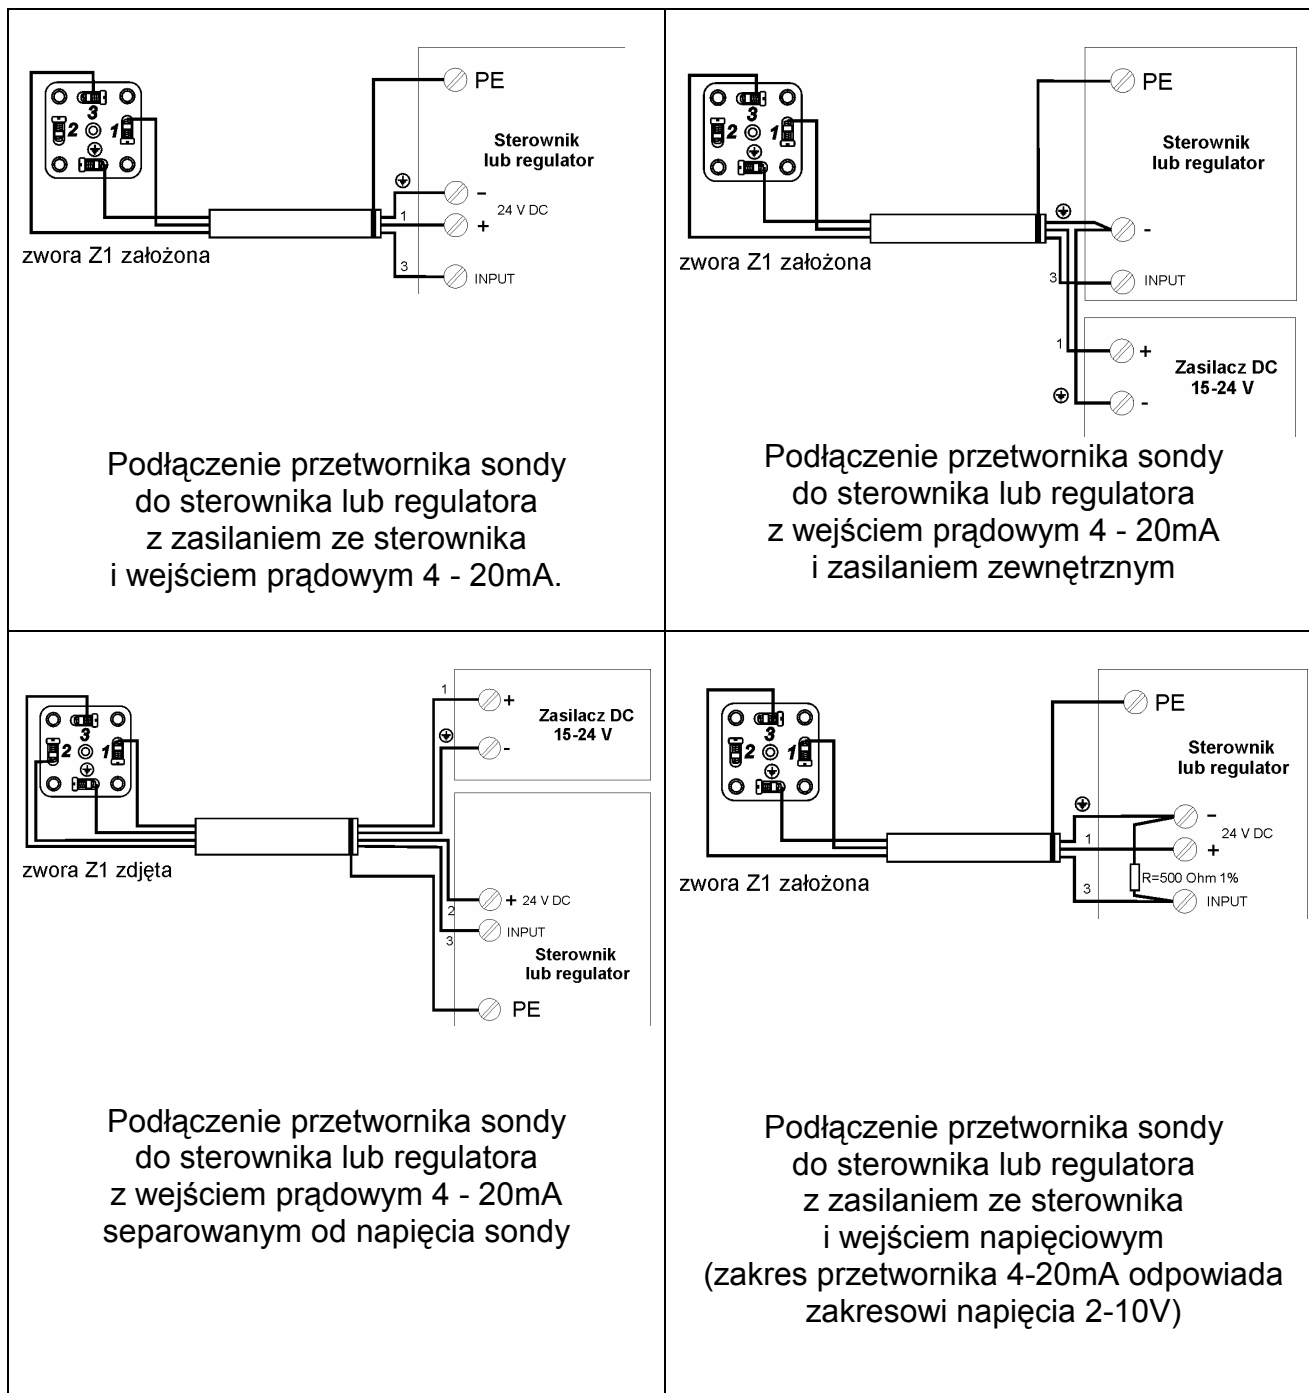 3
2
1
PE
Sterownik
lub regulator
-
24 V DC
1
+
3
INPUT
zwora Z1 założona
Podłączenie przetwornika sondy
do sterownika lub regulatora
z zasilaniem ze sterownika
i wejściem prądowym 4 - 20mA.
3
2
1
PE
Sterownik
lub regulator
-
3
INPUT
zwora Z1 założona
1
+
Zasilacz DC
15-24 V
-
Podłączenie przetwornika sondy
do sterownika lub regulatora
z wejściem prądowym 4 - 20mA
i zasilaniem zewnętrznym
1
+
Zasilacz DC
15-24 V
-
3
2
1
zwora Z1 zdjęta
+ 24 V DC
2
INPUT
3
Sterownik
lub regulator
PE
Podłączenie przetwornika sondy
do sterownika lub regulatora
z wejściem prądowym 4 - 20mA
separowanym od napięcia sondy
3
2
1
PE
Sterownik
lub regulator
-
24 V DC
1
+
R=500 Ohm 1%
3
INPUT
zwora Z1 założona
Podłączenie przetwornika sondy
do sterownika lub regulatora
z zasilaniem ze sterownika
i wejściem napięciowym
(zakres przetwornika 4-20mA odpowiada
zakresowi napięcia 2-10V)